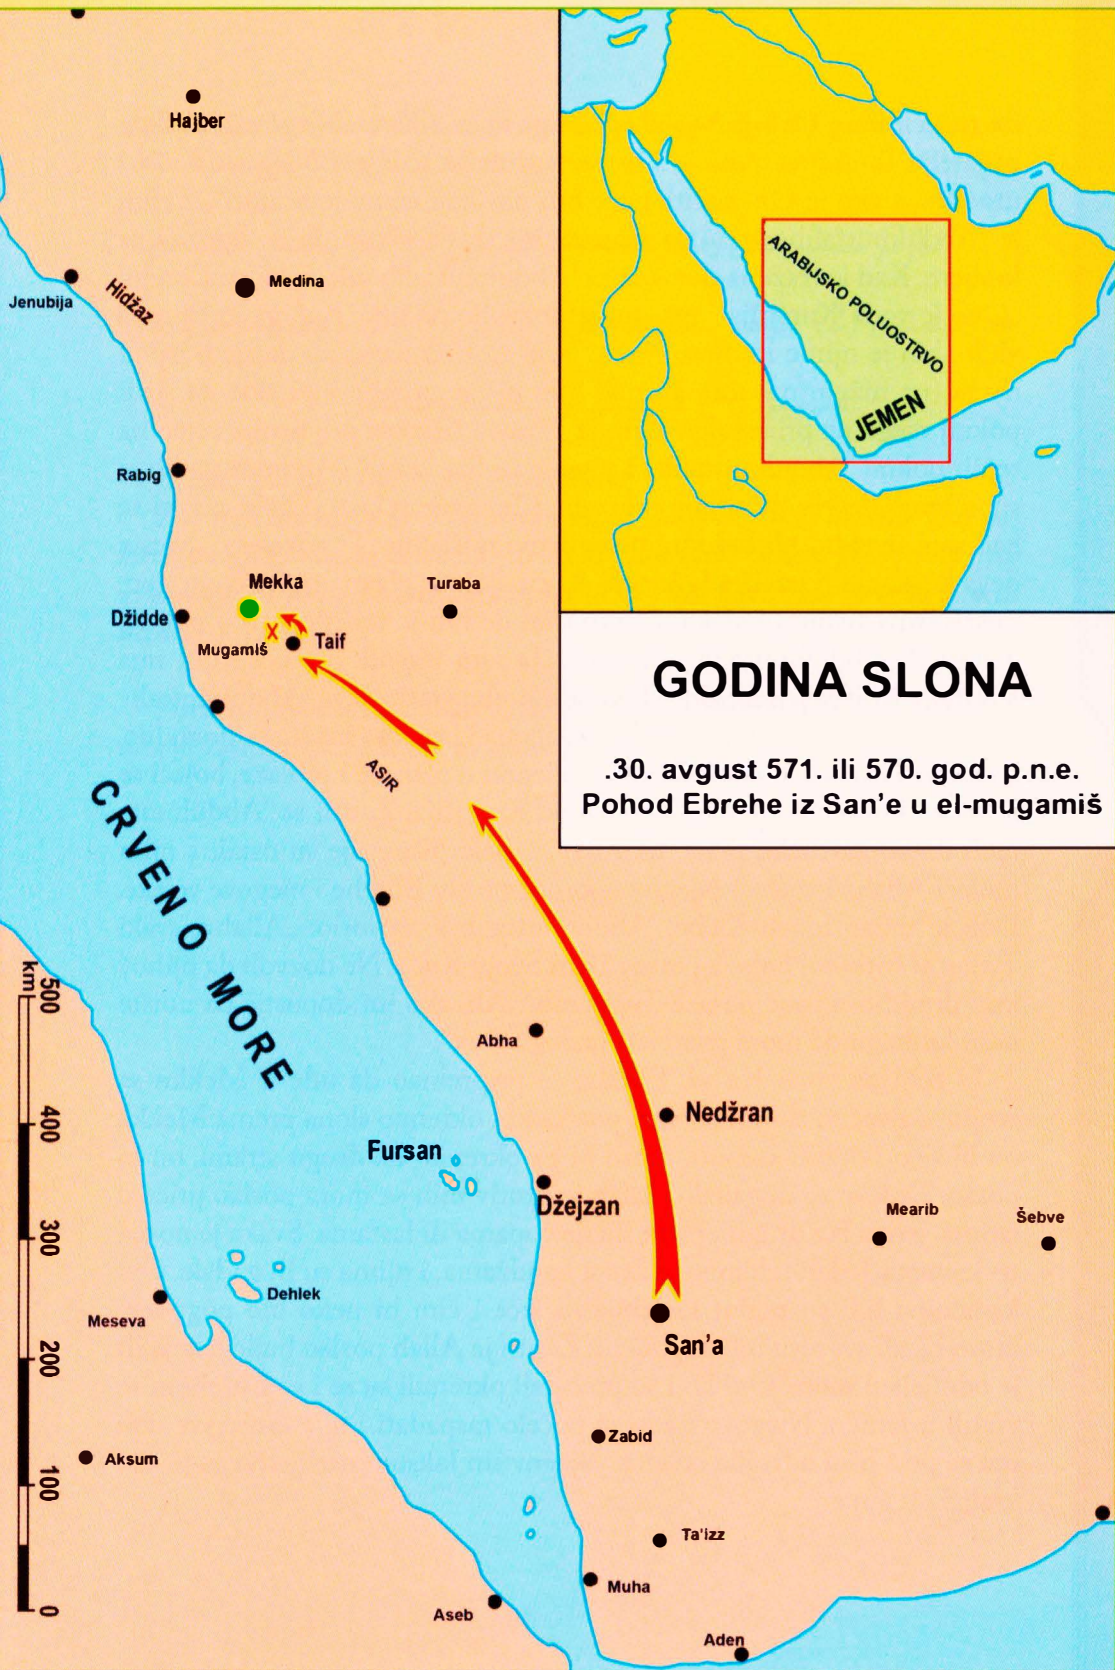 Hajber
Jenubija
Hidžaz
Medina
Rabig
Mekka
Turaba
Džidde
Mugamiš
Taif
ASIR
CRVENO MORE
ARABIJSKO POLUOSTRVO
JEMEN
GODINA SLONA
.30. avgust 571. ili 570. god. p.n.e.
Pohod Ebrehe iz San’e u el-mugamiš
km
500
400
300
200
100
0
Abha
Nedžran
Fursan
Džejzan
Mearib
Šebve
Dehlek
Meseva
San’a
Zabid
Aksum
Ta'izz
Muha
Aseb
Aden